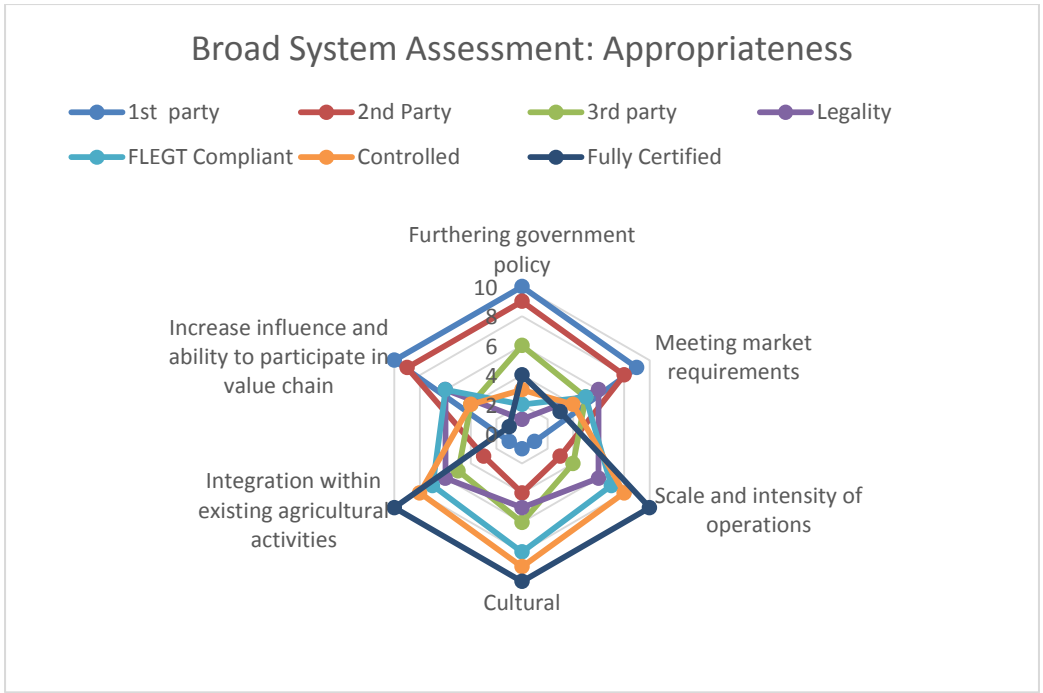 Broad System Assessment: Appropriateness
1st  party
2nd Party
3rd party
Legality
FLEGT Compliant
Controlled
Fully Certified
Furthering government
policy
10
8
6
4
2
0
Meeting market
requirements
Scale and intensity of
operations
Cultural
Integration within
existing agricultural
activities
Increase influence and
ability to participate in
value chain